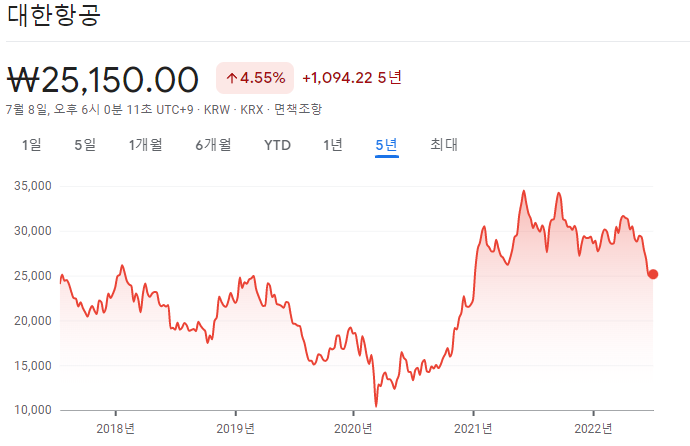 대한항공
₩25,150.00 ↑4.55% +1,094.22 5년
7월 8일, 오후 6시 0분 11초 UTC+9 · KRW · KRX · 면책조항
1일 5일 1개월 6개월 YTD 1년 5년 최대
35,000
30,000
25,000
20,000
15,000
10,000
2018년 2019년 2020년 2021년 2022년